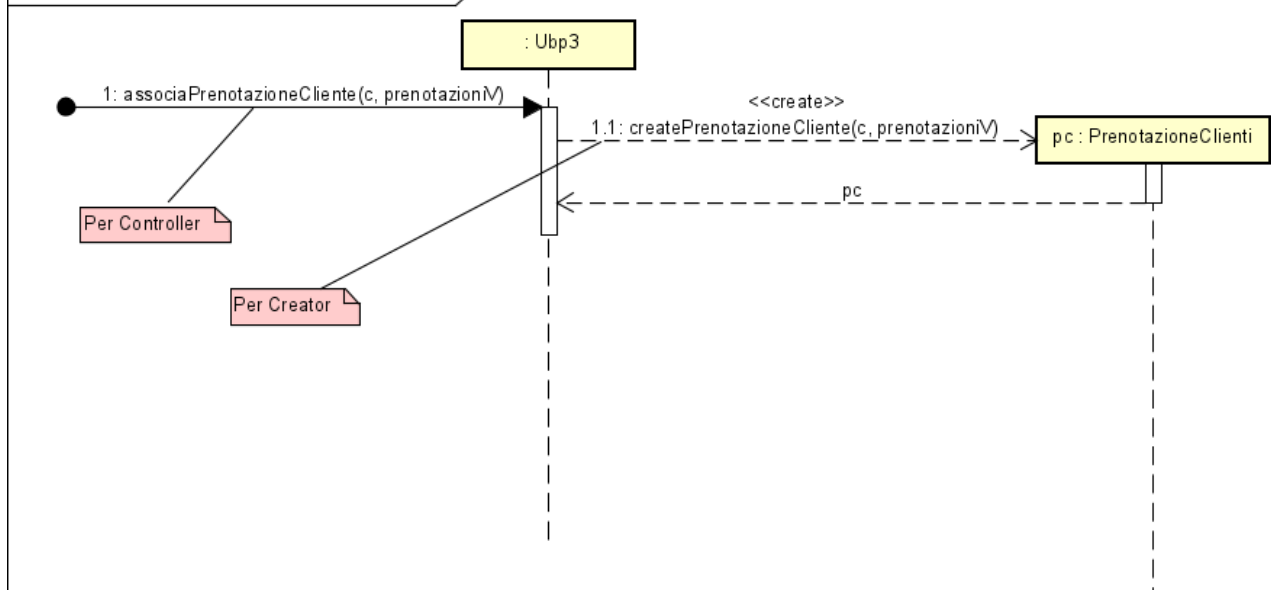 : Ubp3
1: associaPrenotazioneCliente(c, prenotazioniV)
<<create>>
1.1: createPrenotazioneCliente(c, prenotazioniV)
pc : PrenotazioneClienti
pc
Per Controller
Per Creator